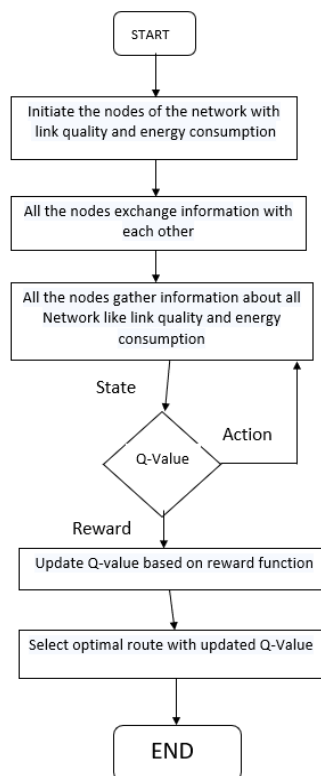 START
Initiate the nodes of the network with
link quality and energy consumption
All the nodes exchange information with
each other
All the nodes gather information about all
Network like link quality and energy
consumption
State
Action
Q-Value
Reward
Update Q-value based on reward function
Select optimal route with updated Q-Value
END